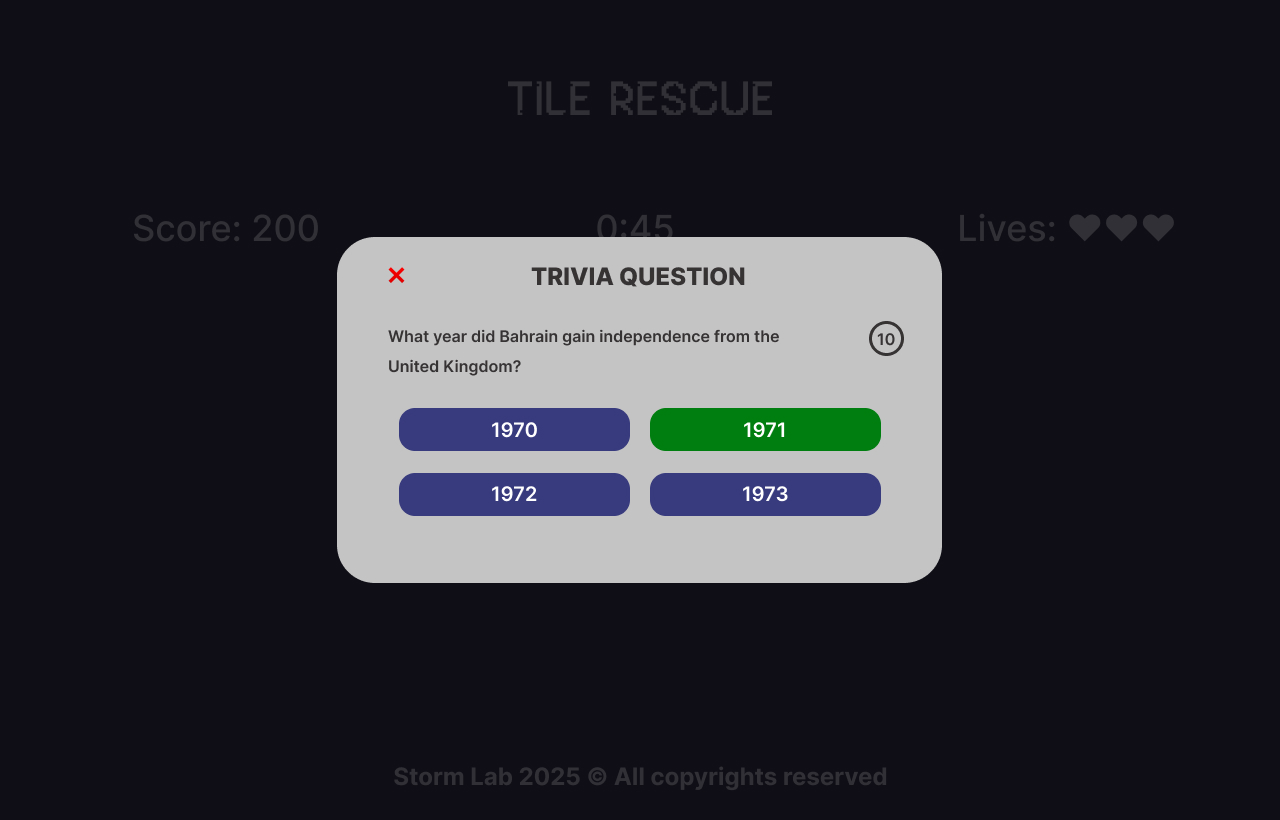 TILE RESCUE
Score: 200
0:45
Lives: ♥♥♥
✕
TRIVIA QUESTION
What year did Bahrain gain independence from the
United Kingdom?
10
1970
1971
1972
1973
Storm Lab 2025 © All copyrights reserved